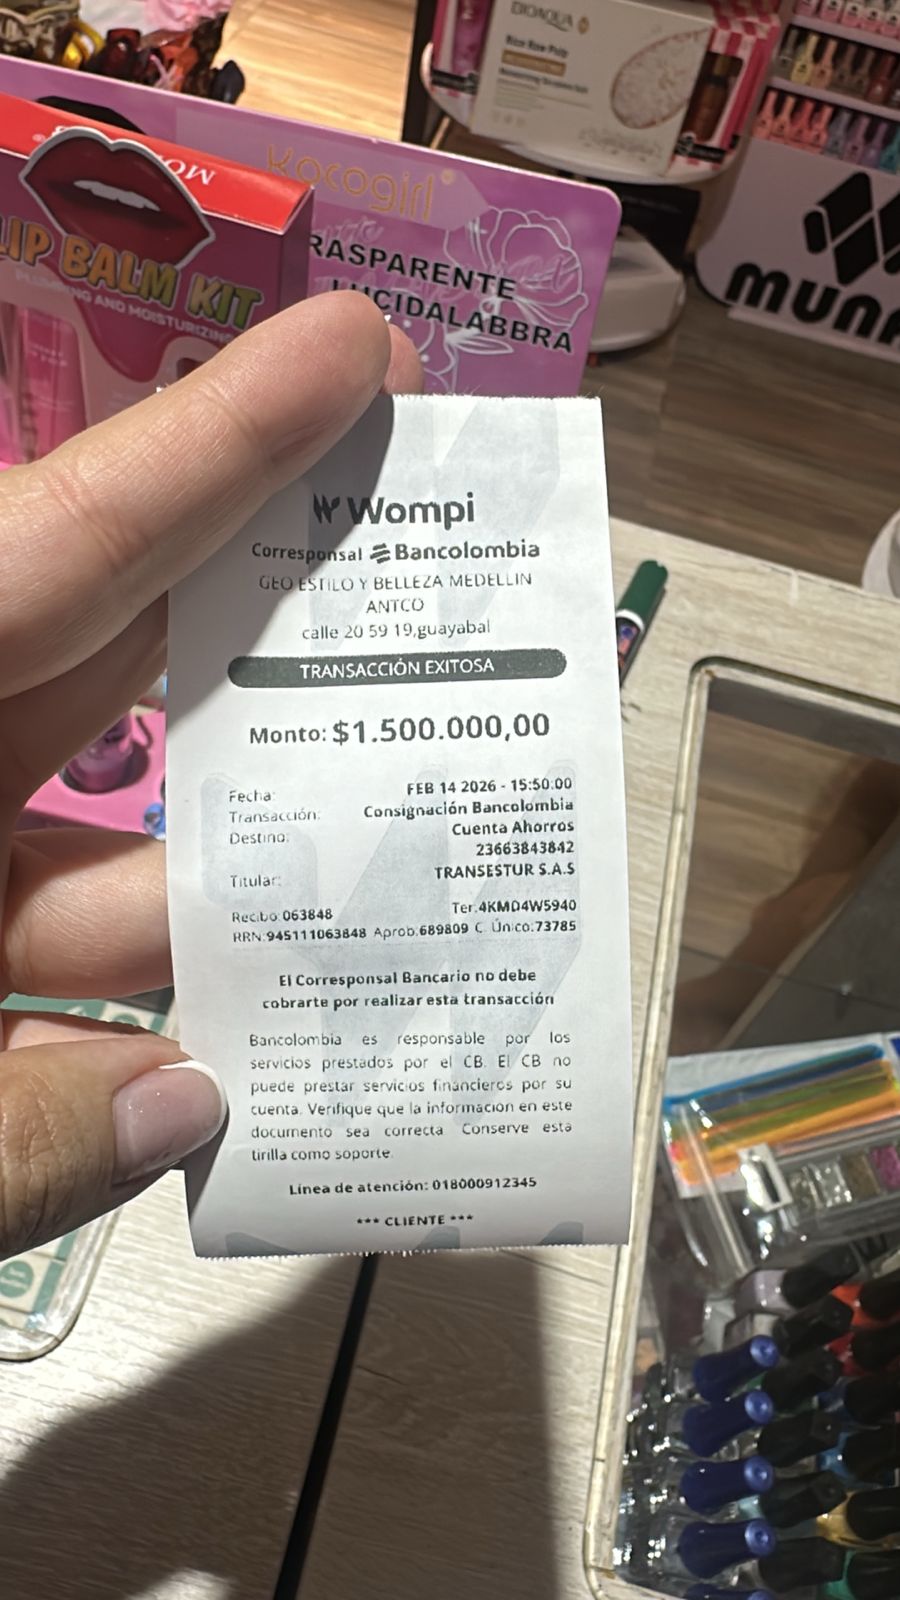 BIOAQUA
Rice Raw Pulp
Kocogirl
LIP BALM KIT
PLUMPING AND MOISTURIZING
RASPARENTE
LUCIDALABBRA
Wompi
Corresponsal Bancolombia
GEO ESTILO Y BELLEZA MEDELLIN
ANTCO
calle 20 59 19,guayabal
TRANSACCIÓN EXITOSA
Monto: $1.500.000,00
Fecha: FEB 14 2026 - 15:50:00
Transacción: Consignación Bancolombia
Destino: Cuenta Ahorros
23663843842
Titular: TRANSESTUR S.A.S
Recibo:063848 Ter:4KMD4W5940
RRN:945111063848 Aprob:689809 C. Único:73785
El Corresponsal Bancario no debe
cobrarte por realizar esta transacción
Bancolombia es responsable por los
servicios prestados por el CB. El CB no
puede prestar servicios financieros por su
cuenta. Verifique que la información en este
documento sea correcta Conserve esta
tirilla como soporte.
Línea de atención: 018000912345
*** CLIENTE ***